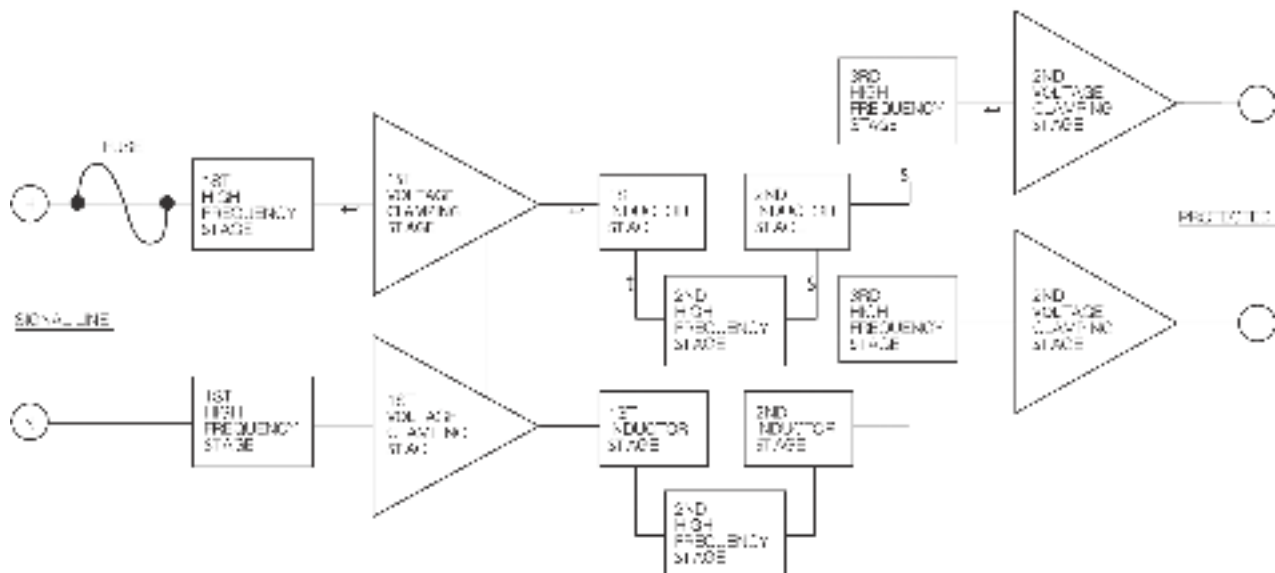 FUSE
1ST
HIGH
FREQUENCY
STAGE
1ST
VOLTAGE
CLAMPING
STAGE
1ST
INDUCTOR
STAGE
2ND
INDUCTOR
STAGE
S
3RD
HIGH
FREQUENCY
STAGE
t
2ND
VOLTAGE
CLAMPING
STAGE
t
S
2ND
HIGH
FREQUENCY
STAGE
3RD
HIGH
FREQUENCY
STAGE
2ND
VOLTAGE
CLAMPING
STAGE
PROTECTED
SIGNAL LINE
1ST
HIGH
FREQUENCY
STAGE
1ST
VOLTAGE
CLAMPING
STAGE
1ST
INDUCTOR
STAGE
2ND
INDUCTOR
STAGE
2ND
HIGH
FREQUENCY
STAGE